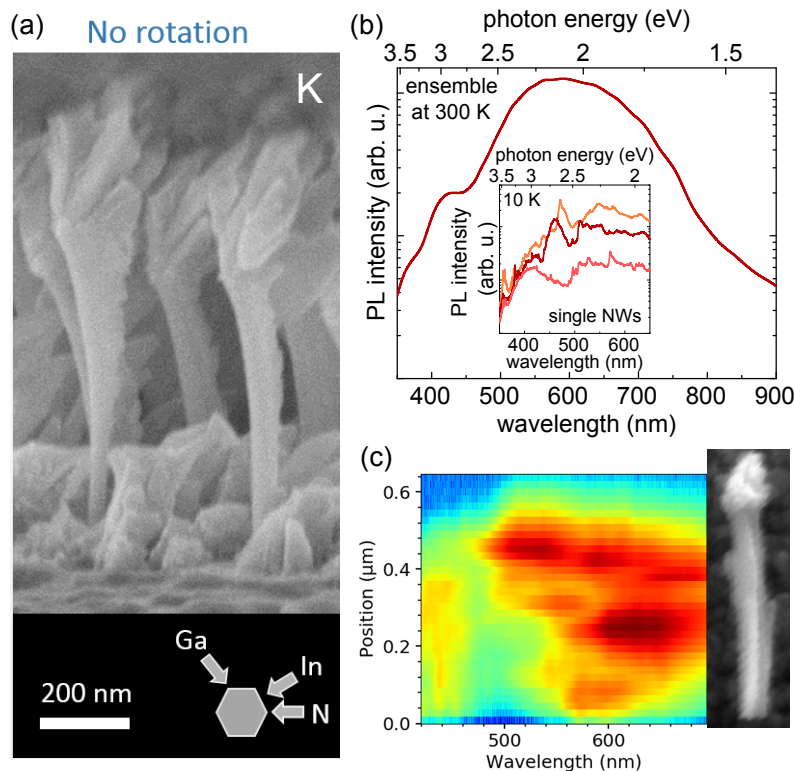 (a)
No rotation
K
Ga
In
N
200 nm
(b)
photon energy (eV)
3.5 3 2.5 2 1.5
ensemble
at 300 K
PL intensity (arb. u.)
photon energy (eV)
3.5 3 2.5 2
10 K
PL intensity
(arb. u.)
single NWs
400 500 600
wavelength (nm)
400 500 600 700 800 900
wavelength (nm)
(c)
0.6
0.4
0.2
0.0
Position (μm)
500 600
Wavelength (nm)